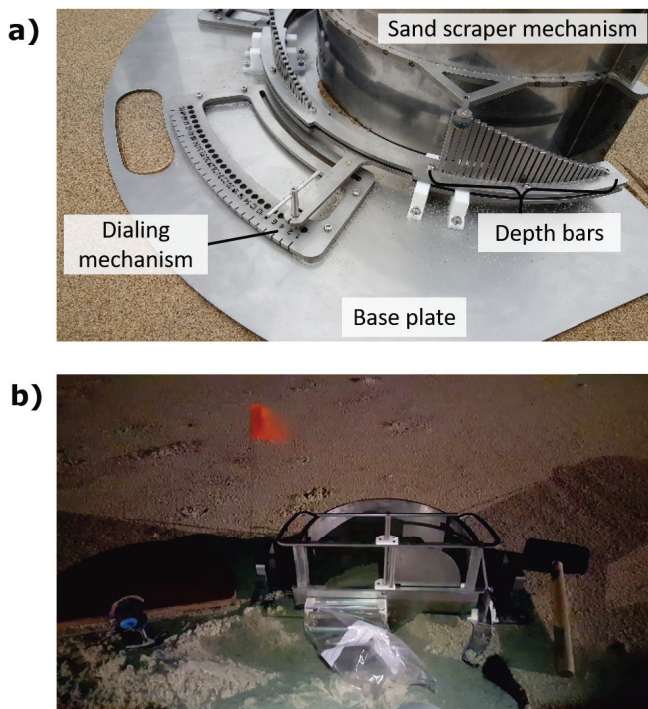 a)
Sand scraper mechanism
Dialing
mechanism
Depth bars
Base plate
b)